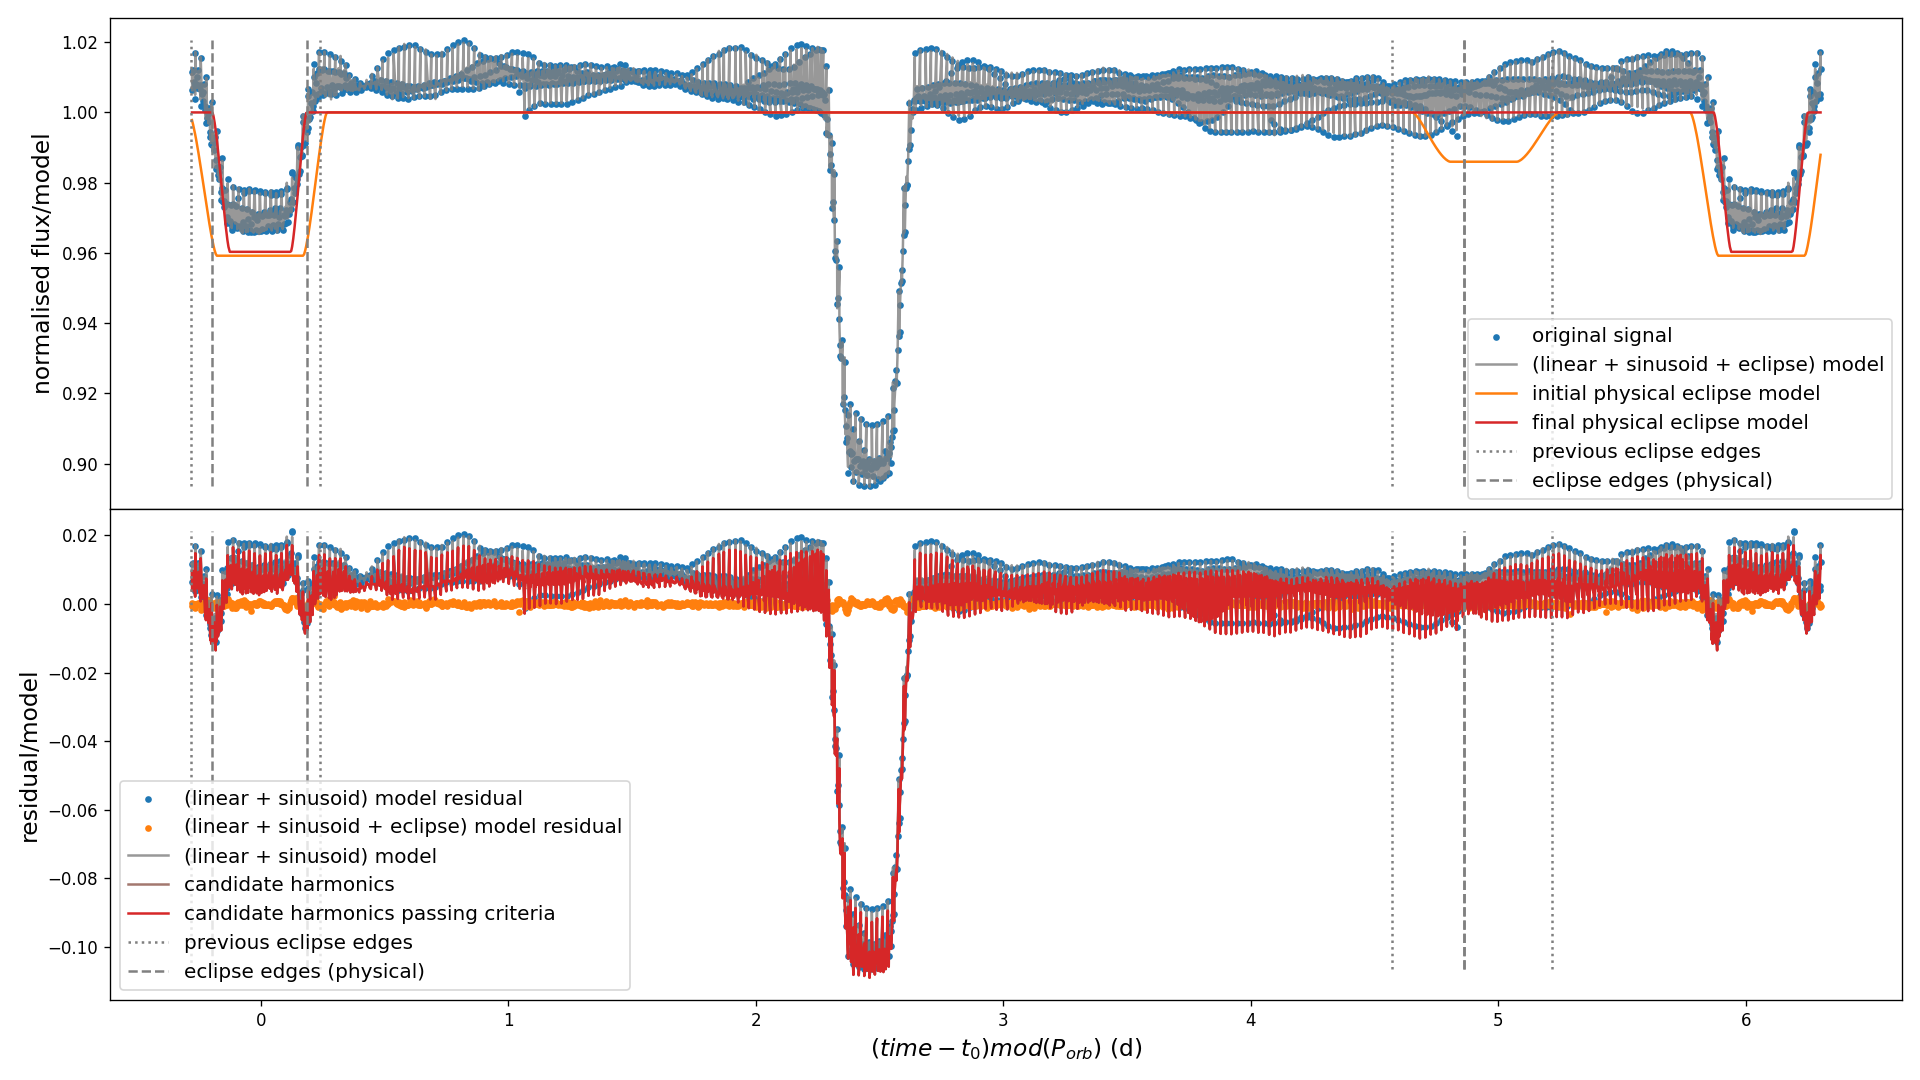 1.02
1.00
0.98
0.96
0.94
0.92
0.90
normalised flux/model
original signal
(linear + sinusoid + eclipse) model
initial physical eclipse model
final physical eclipse model
previous eclipse edges
eclipse edges (physical)
0.02
0.00
−0.02
−0.04
−0.06
−0.08
−0.10
residual/model
(linear + sinusoid) model residual
(linear + sinusoid + eclipse) model residual
(linear + sinusoid) model
candidate harmonics
candidate harmonics passing criteria
previous eclipse edges
eclipse edges (physical)
0 1 2 3 4 5 6
(time − t₀)mod(P_orb) (d)